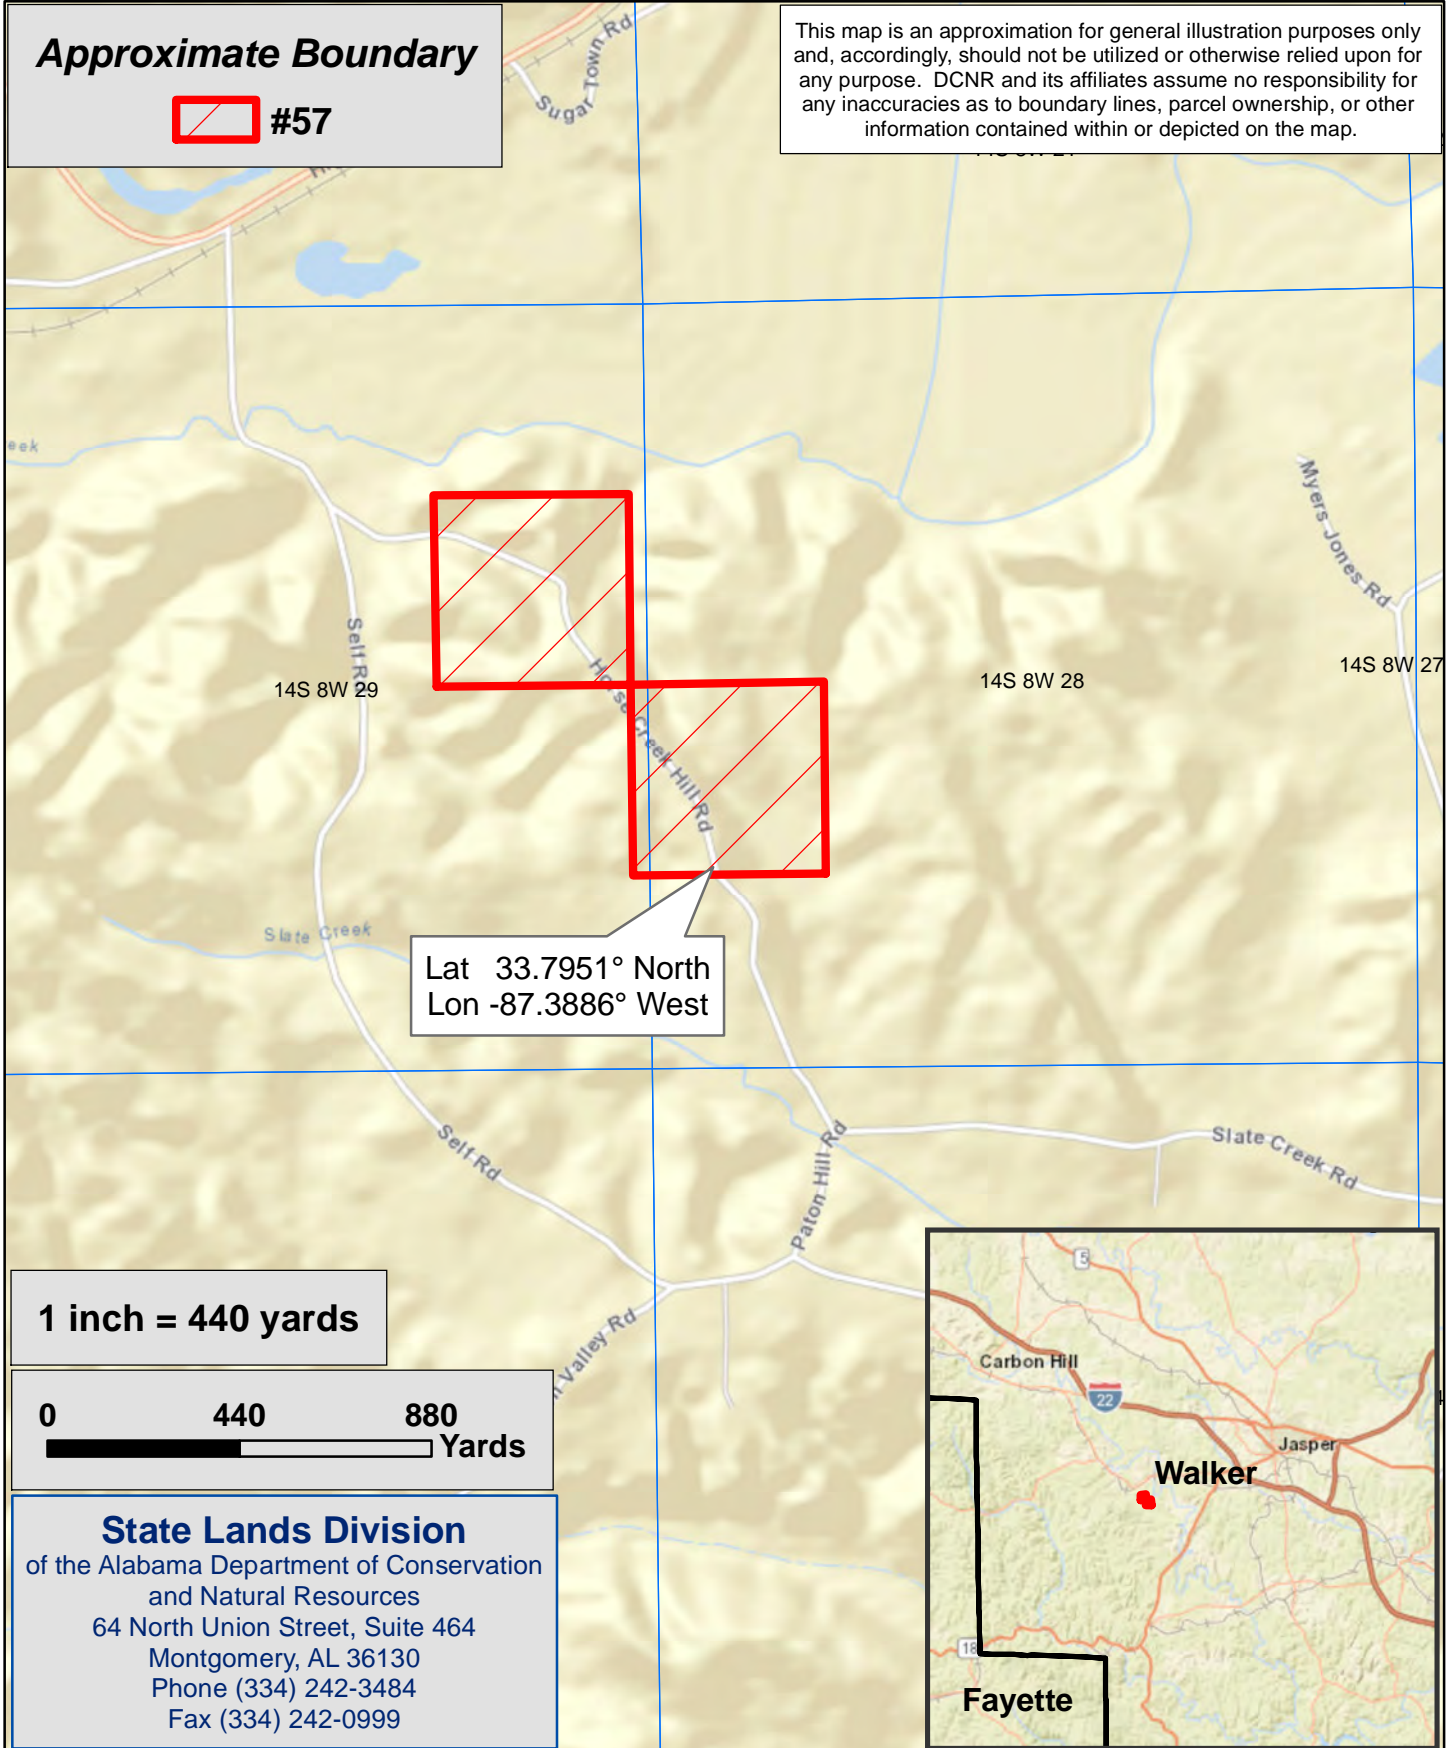 Approximate Boundary
#57
This map is an approximation for general illustration purposes only
and, accordingly, should not be utilized or otherwise relied upon for
any purpose. DCNR and its affiliates assume no responsibility for
any inaccuracies as to boundary lines, parcel ownership, or other
information contained within or depicted on the map.
Sugar Town Rd
eek
Myers Jones Rd
Self Rd
14S 8W 29
Horse Creek Hill Rd
14S 8W 28
14S 8W 27
Slate Creek
Lat 33.7951° North
Lon -87.3886° West
Self Rd
Paton Hill Rd
Slate Creek Rd
Valley Rd
1 inch = 440 yards
0 440 880
Yards
State Lands Division
of the Alabama Department of Conservation
and Natural Resources
64 North Union Street, Suite 464
Montgomery, AL 36130
Phone (334) 242-3484
Fax (334) 242-0999
5
Carbon Hill
22
Jasper
Walker
18
Fayette